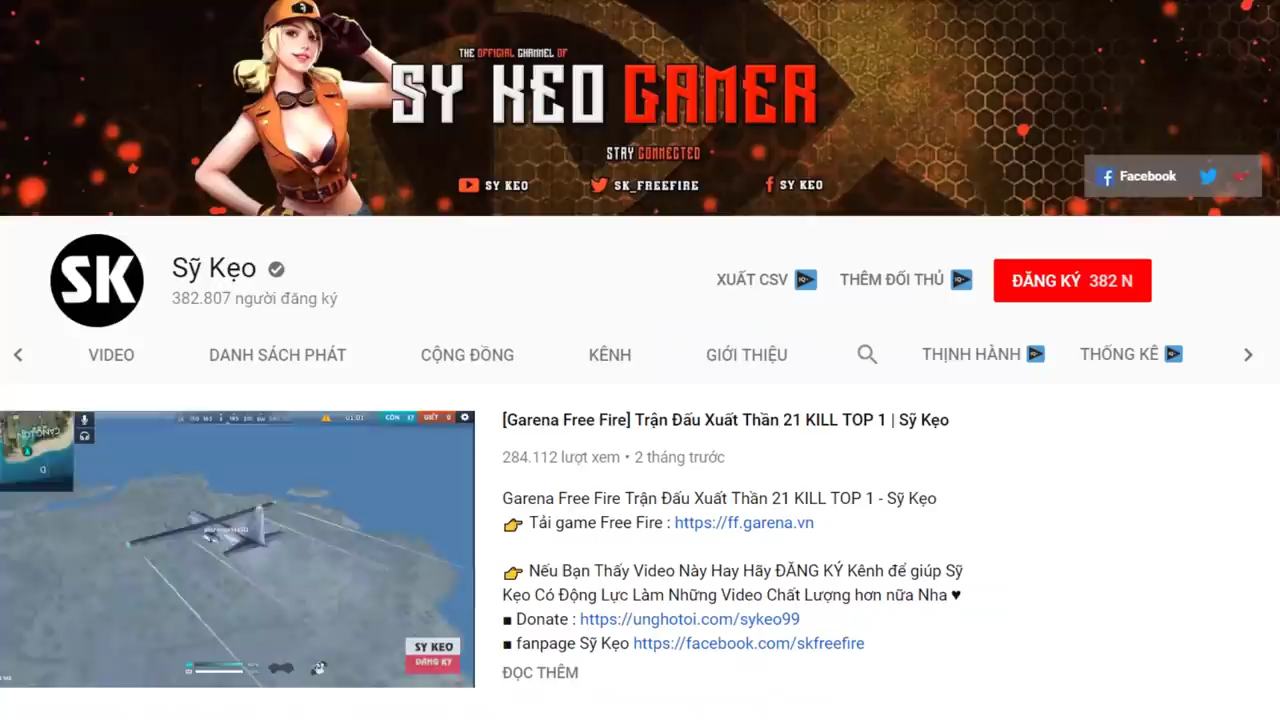 THE OFFICIAL CHANNEL OF
SY KEO GAMER
STAY CONNECTED
SY KEO
SK_FREEFIRE
SY KEO
Facebook
SK
Sỹ Kẹo
382.807 người đăng ký
XUẤT CSV
THÊM ĐỐI THỦ
ĐĂNG KÝ 382 N
VIDEO
DANH SÁCH PHÁT
CỘNG ĐỒNG
KÊNH
GIỚI THIỆU
THỊNH HÀNH
THỐNG KÊ
CÒN 17
GIẾT 0
SY KEO
ĐĂNG KÝ
[Garena Free Fire] Trận Đấu Xuất Thần 21 KILL TOP 1 | Sỹ Kẹo
284.112 lượt xem • 2 tháng trước
Garena Free Fire Trận Đấu Xuất Thần 21 KILL TOP 1 - Sỹ Kẹo
👉 Tải game Free Fire : https://ff.garena.vn
👉 Nếu Bạn Thấy Video Này Hay Hãy ĐĂNG KÝ Kênh để giúp Sỹ
Kẹo Có Động Lực Làm Những Video Chất Lượng hơn nữa Nha ♥
■ Donate : https://unghotoi.com/sykeo99
■ fanpage Sỹ Kẹo https://facebook.com/skfreefire
ĐỌC THÊM